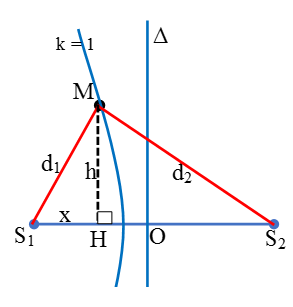 k = 1
Δ
M
d₁
h
d₂
x
S₁
H
O
S₂